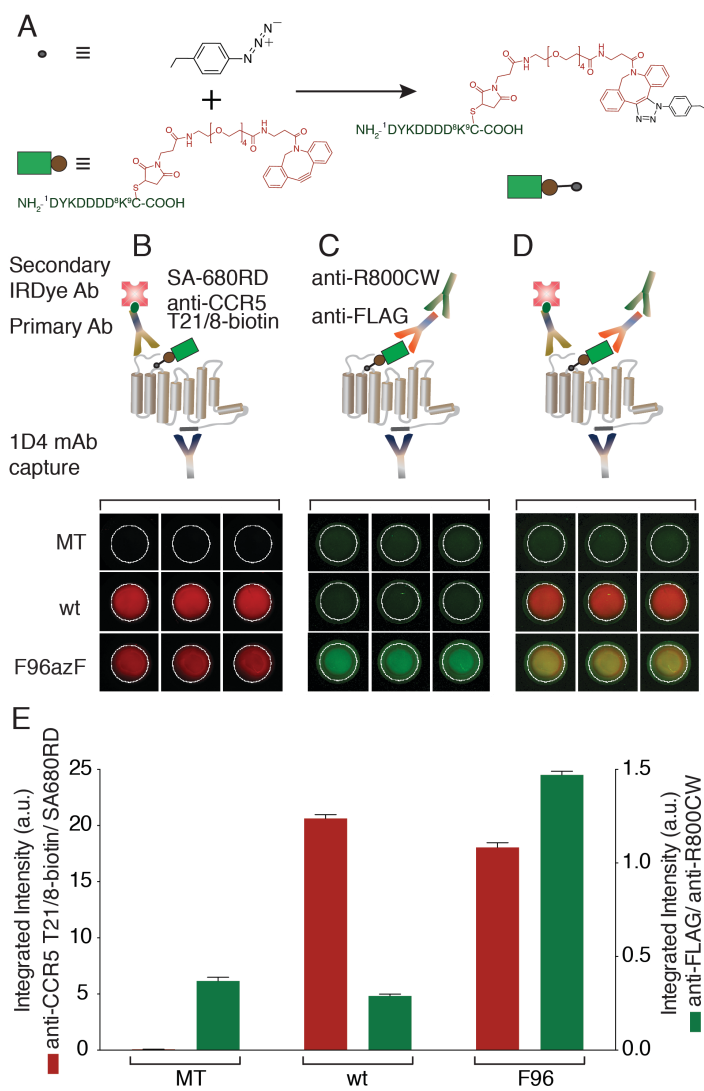 A
N
N
N
+
−
≡
+
O
H
N
O
4
O
H
N
O
N
O
N
O
S
N
N
N
NH2-1DYKDDDD8K9C-COOH
≡
O
N
H
O
4
O
H
N
O
N
O
N
O
S
NH2-1DYKDDDD8K9C-COOH
B
C
D
Secondary
IRDye Ab
Primary Ab
SA-680RD
anti-CCR5
T21/8-biotin
anti-R800CW
anti-FLAG
1D4 mAb
capture
MT
wt
F96azF
E
Integrated Intensity (a.u.)
anti-CCR5 T21/8-biotin/ SA680RD
25
20
15
10
5
0
1.5
1.0
0.5
0.0
Integrated Intensity (a.u.)
anti-FLAG/ anti-R800CW
MT
wt
F96